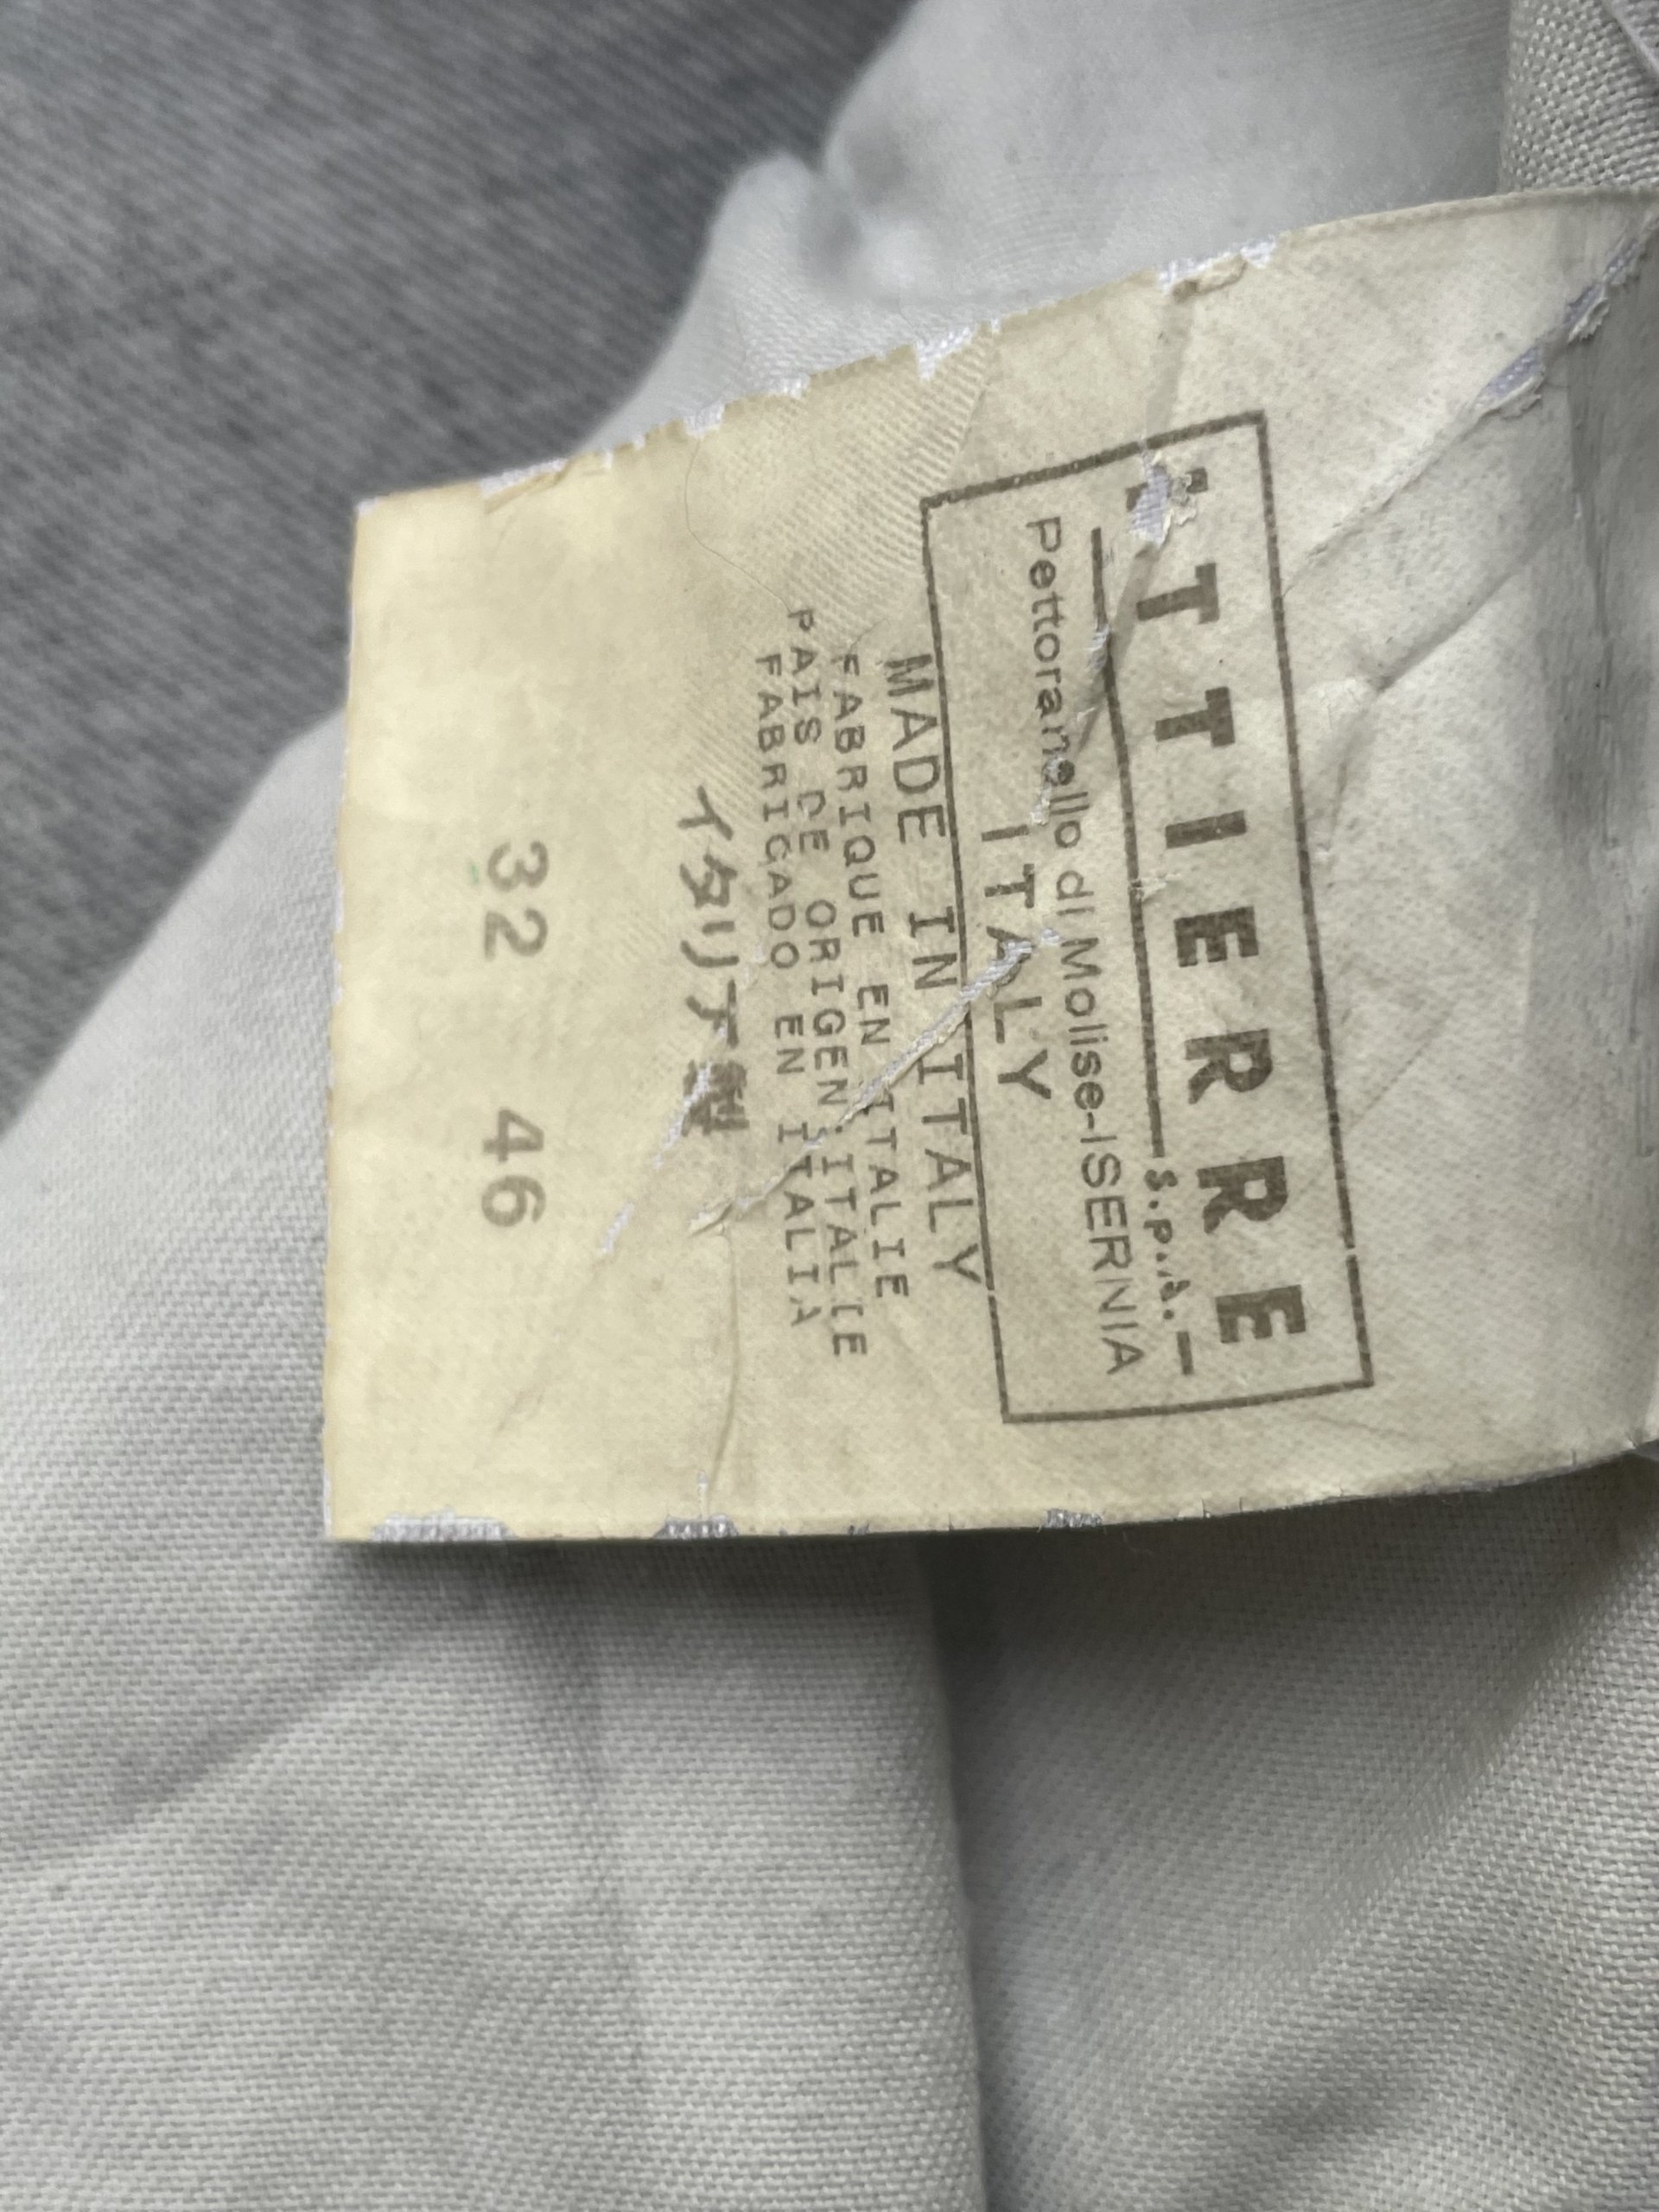 ITTIERRE
S.p.A.
Pettoranello di Molise-ISERNIA
ITALY
MADE IN ITALY
FABRIQUE EN ITALIE
PAIS DE ORIGEN:ITALIE
FABRICADO EN ITALIA
イタリア製
32 46